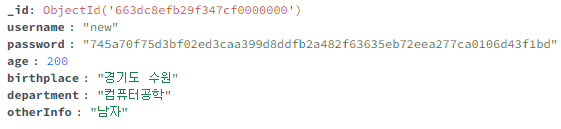 _id: ObjectId('663dc8efb29f347cf0000000')
username : "new"
password : "745a70f75d3bf02ed3caa399d8ddfb2a482f63635eb72eea277ca0106d43f1bd"
age : 200
birthplace : "경기도 수원"
department : "컴퓨터공학"
otherInfo : "남자"